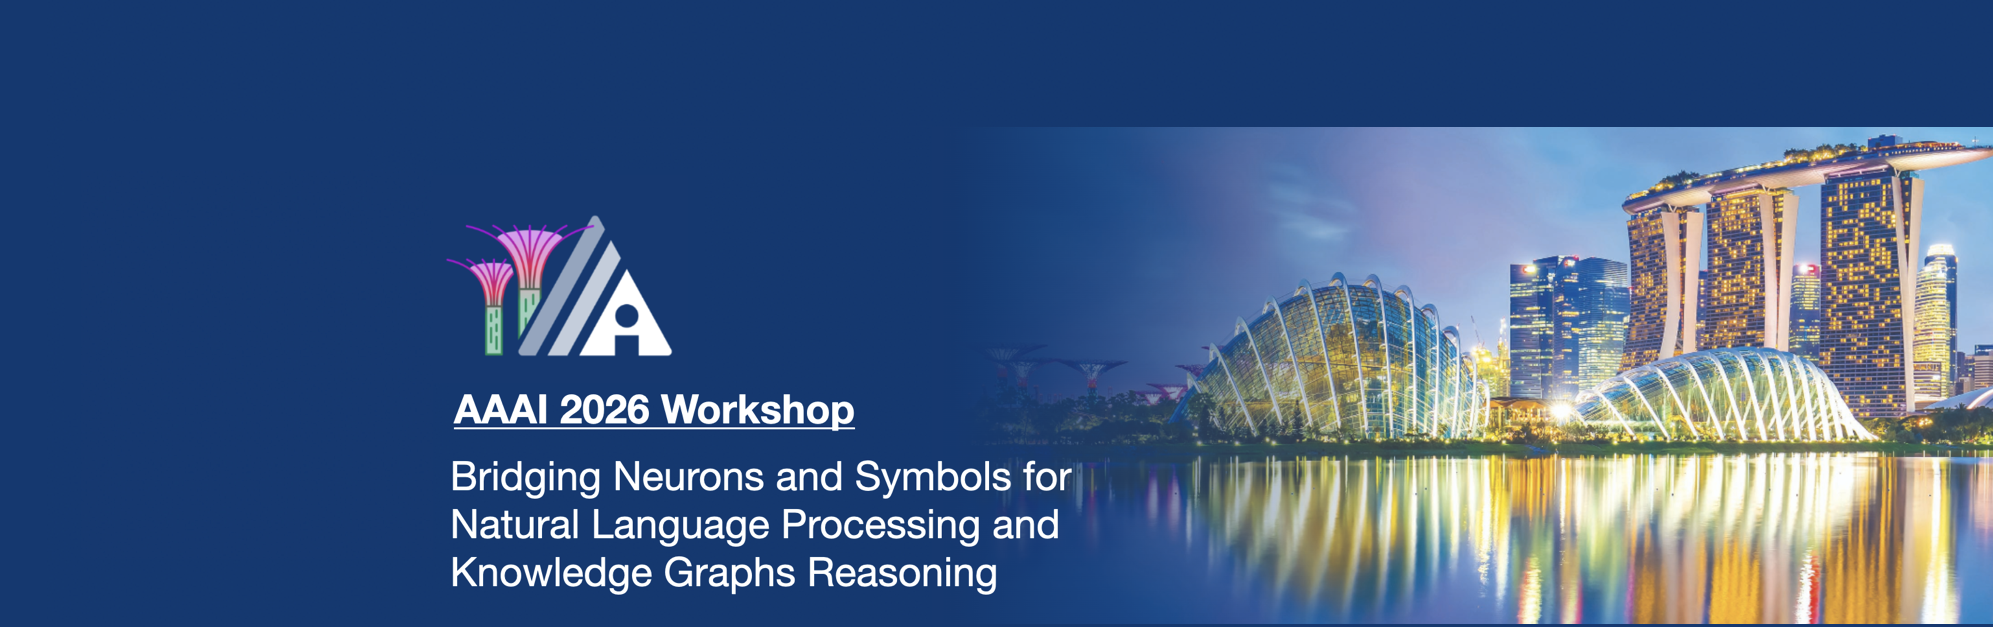 AAAI 2026 Workshop
Bridging Neurons and Symbols for
Natural Language Processing and
Knowledge Graphs Reasoning